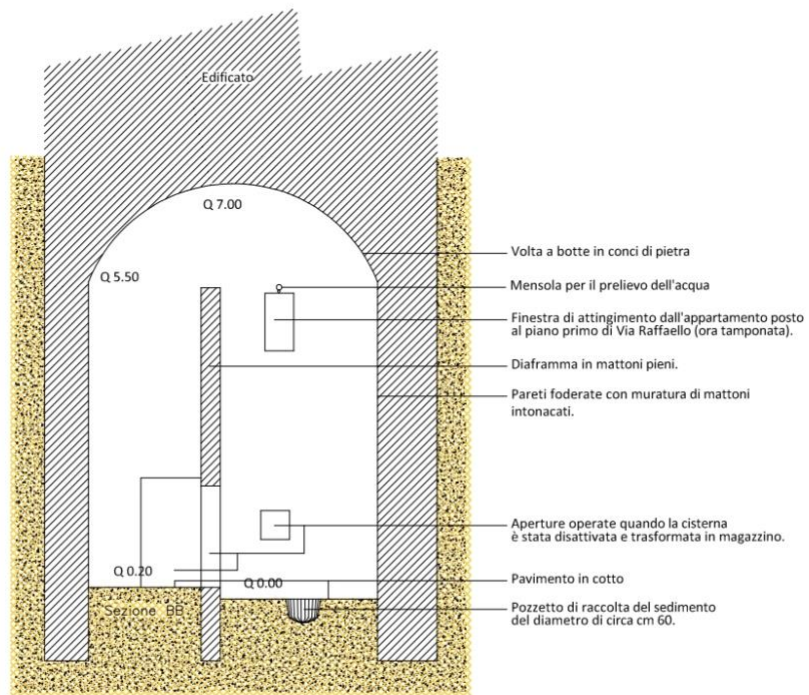 Edificato
Q 7.00
Volta a botte in conci di pietra
Q 5.50
Mensola per il prelievo dell'acqua
Finestra di attingimento dall'appartamento posto
al piano primo di Via Raffaello (ora tamponata).
Diaframma in mattoni pieni.
Pareti foderate con muratura di mattoni
intonacati.
Aperture operate quando la cisterna
è stata disattivata e trasformata in magazzino.
Q 0.20
Q 0.00
Pavimento in cotto
Sezione BB
Pozzetto di raccolta del sedimento
del diametro di circa cm 60.